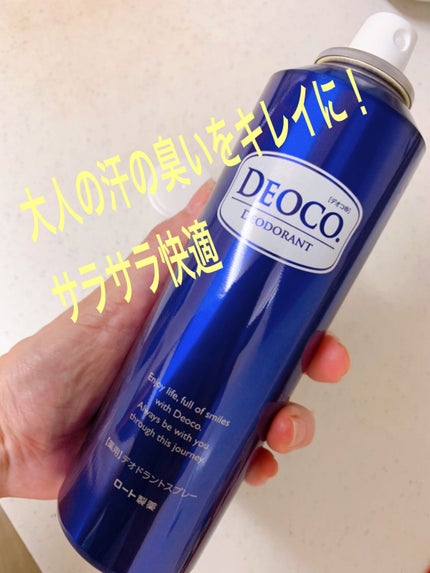 大人の汗の臭いをキレイに！
サラサラ快適
[デオコ®]
DEOCO.
DEODORANT
Enjoy life, full of smiles
with Deoco.
Always be with you
through this journey.
[薬用]デオドラントスプレー
ロート製薬